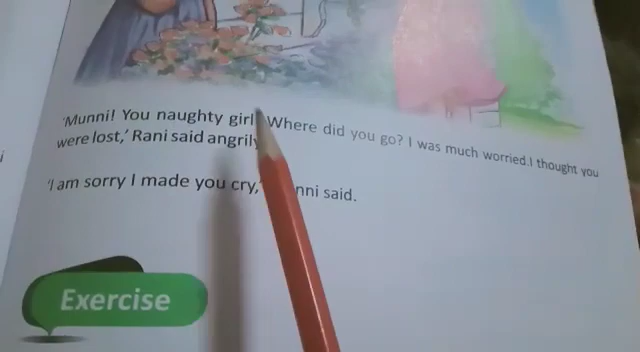 'Munni! You naughty girl Where did you go? I was much worried.I thought you
were lost,' Rani said angrily
'I am sorry I made you cry,' nni said.
Exercise